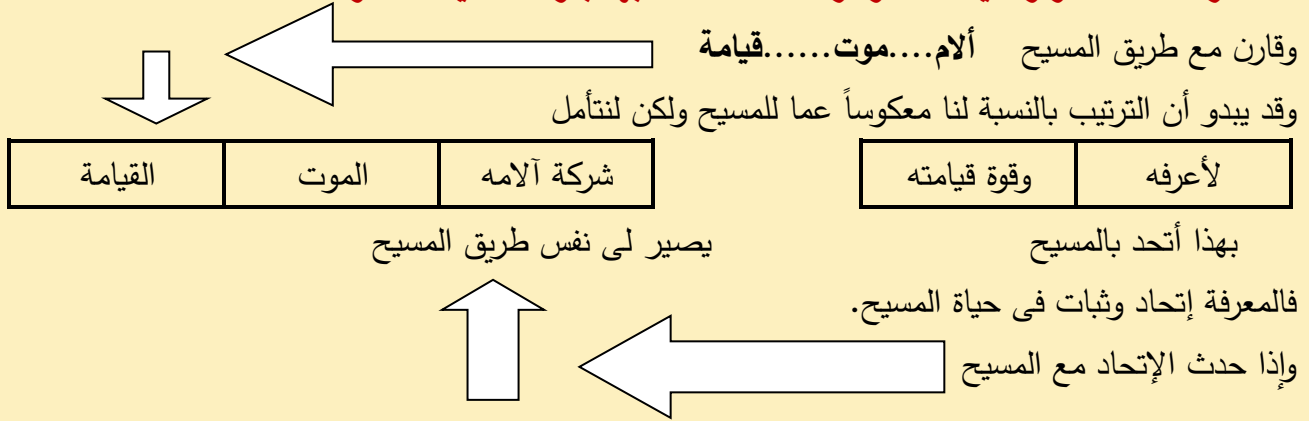 وقارن مع طريق المسيح ألام....موت......قيامة
وقد يبدو أن الترتيب بالنسبة لنا معكوساً عما للمسيح ولكن لنتأمل
لأعرفه وقوة قيامته شركة آلامه الموت القيامة
بهذا أتحد بالمسيح يصير لى نفس طريق المسيح
فالمعرفة إتحاد وثبات فى حياة المسيح.
وإذا حدث الإتحاد مع المسيح